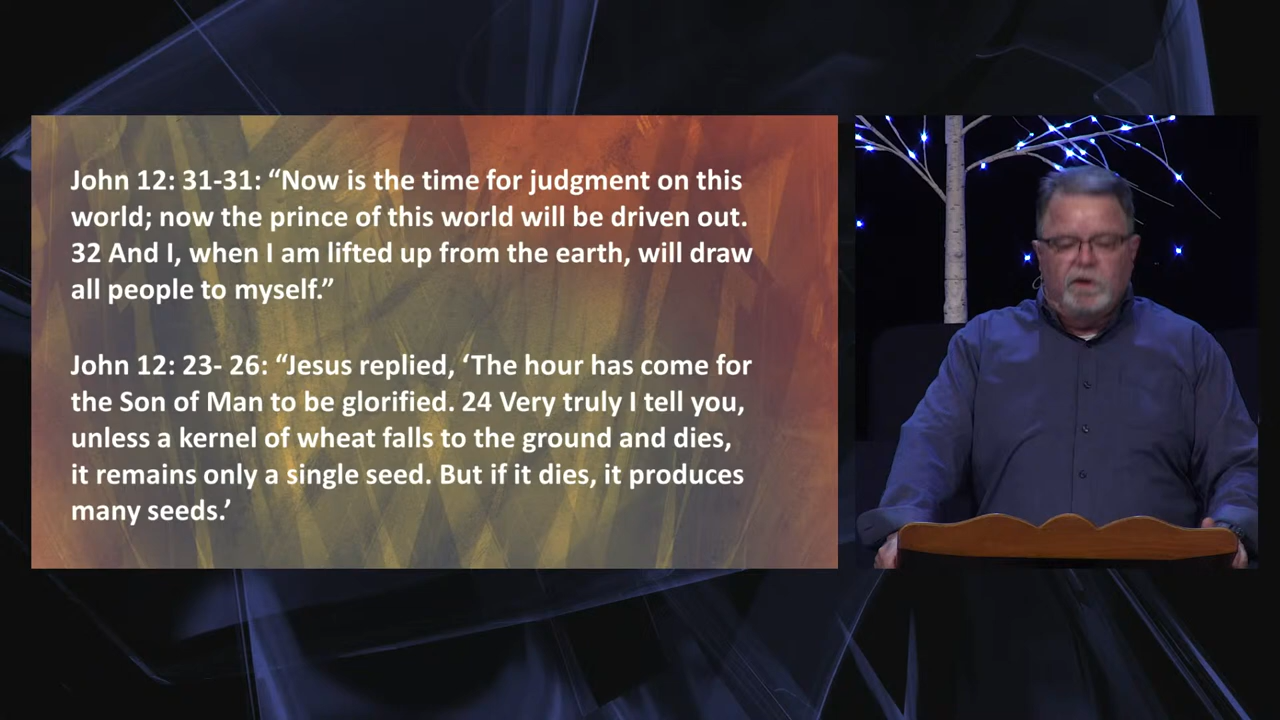 John 12: 31-31: “Now is the time for judgment on this
world; now the prince of this world will be driven out.
32 And I, when I am lifted up from the earth, will draw
all people to myself.”
John 12: 23- 26: “Jesus replied, ‘The hour has come for
the Son of Man to be glorified. 24 Very truly I tell you,
unless a kernel of wheat falls to the ground and dies,
it remains only a single seed. But if it dies, it produces
many seeds.’